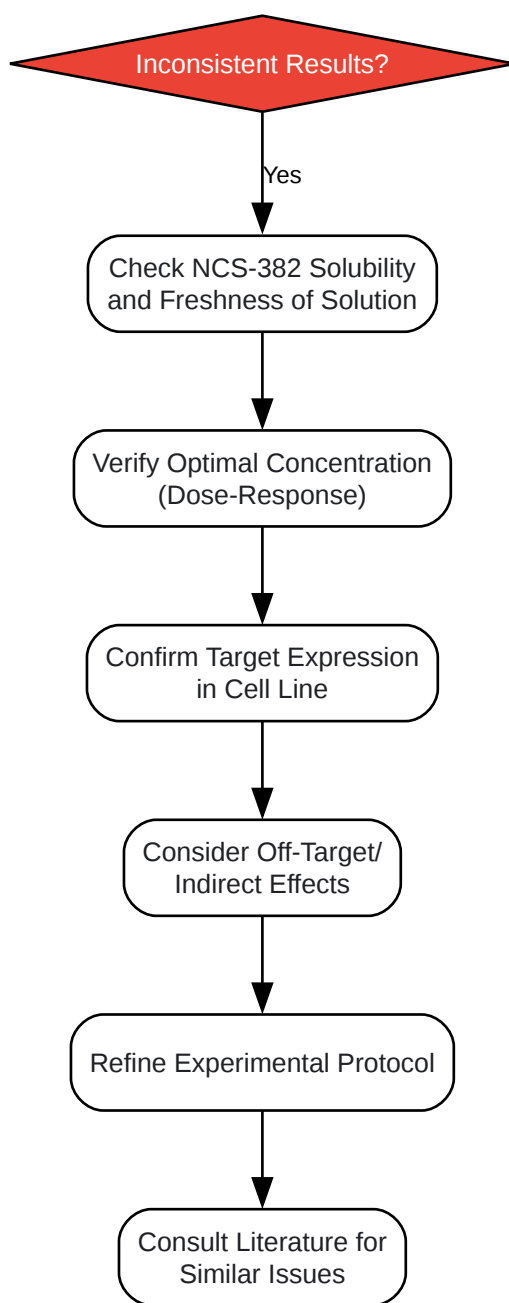 Inconsistent Results?
Yes
Check NCS-382 Solubility
and Freshness of Solution
Verify Optimal Concentration
(Dose-Response)
Confirm Target Expression
in Cell Line
Consider Off-Target/
Indirect Effects
Refine Experimental Protocol
Consult Literature for
Similar Issues